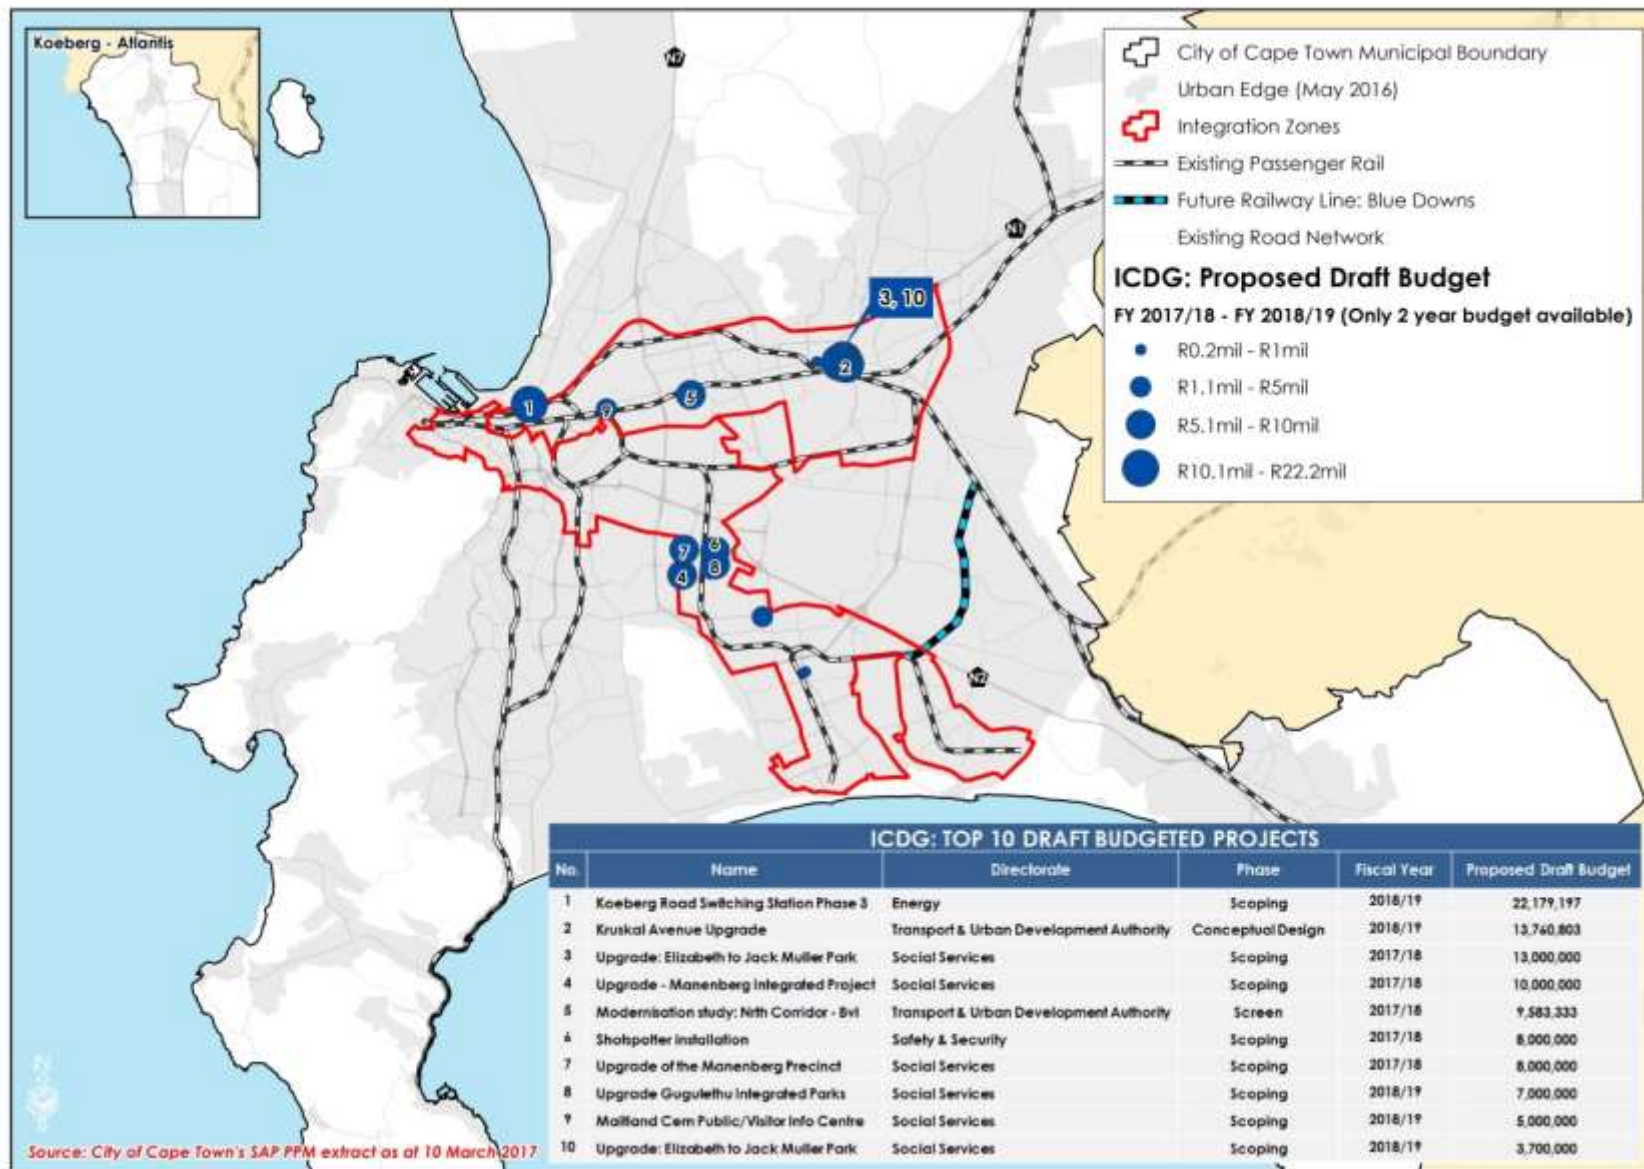 Koeberg - Atlantis
N7
N1
N2
City of Cape Town Municipal Boundary
Urban Edge (May 2016)
Integration Zones
Existing Passenger Rail
Future Railway Line: Blue Downs
Existing Road Network
ICDG: Proposed Draft Budget
FY 2017/18 - FY 2018/19 (Only 2 year budget available)
R0.2mil - R1mil
R1.1mil - R5mil
R5.1mil - R10mil
R10.1mil - R22.2mil
3, 10
2
1
9
5
7
6
4
8
ICDG: TOP 10 DRAFT BUDGETED PROJECTS
No. Name Directorate Phase Fiscal Year Proposed Draft Budget
1 Koeberg Road Switching Station Phase 3 Energy Scoping 2018/19 22,179,197
2 Kruskal Avenue Upgrade Transport & Urban Development Authority Conceptual Design 2018/19 13,760,803
3 Upgrade: Elizabeth to Jack Muller Park Social Services Scoping 2017/18 13,000,000
4 Upgrade - Manenberg Integrated Project Social Services Scoping 2017/18 10,000,000
5 Modernisation study: Nrth Corridor - Bvl Transport & Urban Development Authority Screen 2017/18 9,583,333
6 Shotspotter installation Safety & Security Scoping 2017/18 8,000,000
7 Upgrade of the Manenberg Precinct Social Services Scoping 2017/18 8,000,000
8 Upgrade Gugulethu Integrated Parks Social Services Scoping 2018/19 7,000,000
9 Maitland Cem Public/Visitor Info Centre Social Services Scoping 2018/19 5,000,000
10 Upgrade: Elizabeth to Jack Muller Park Social Services Scoping 2018/19 3,700,000
Source: City of Cape Town's SAP PPM extract as at 10 March 2017